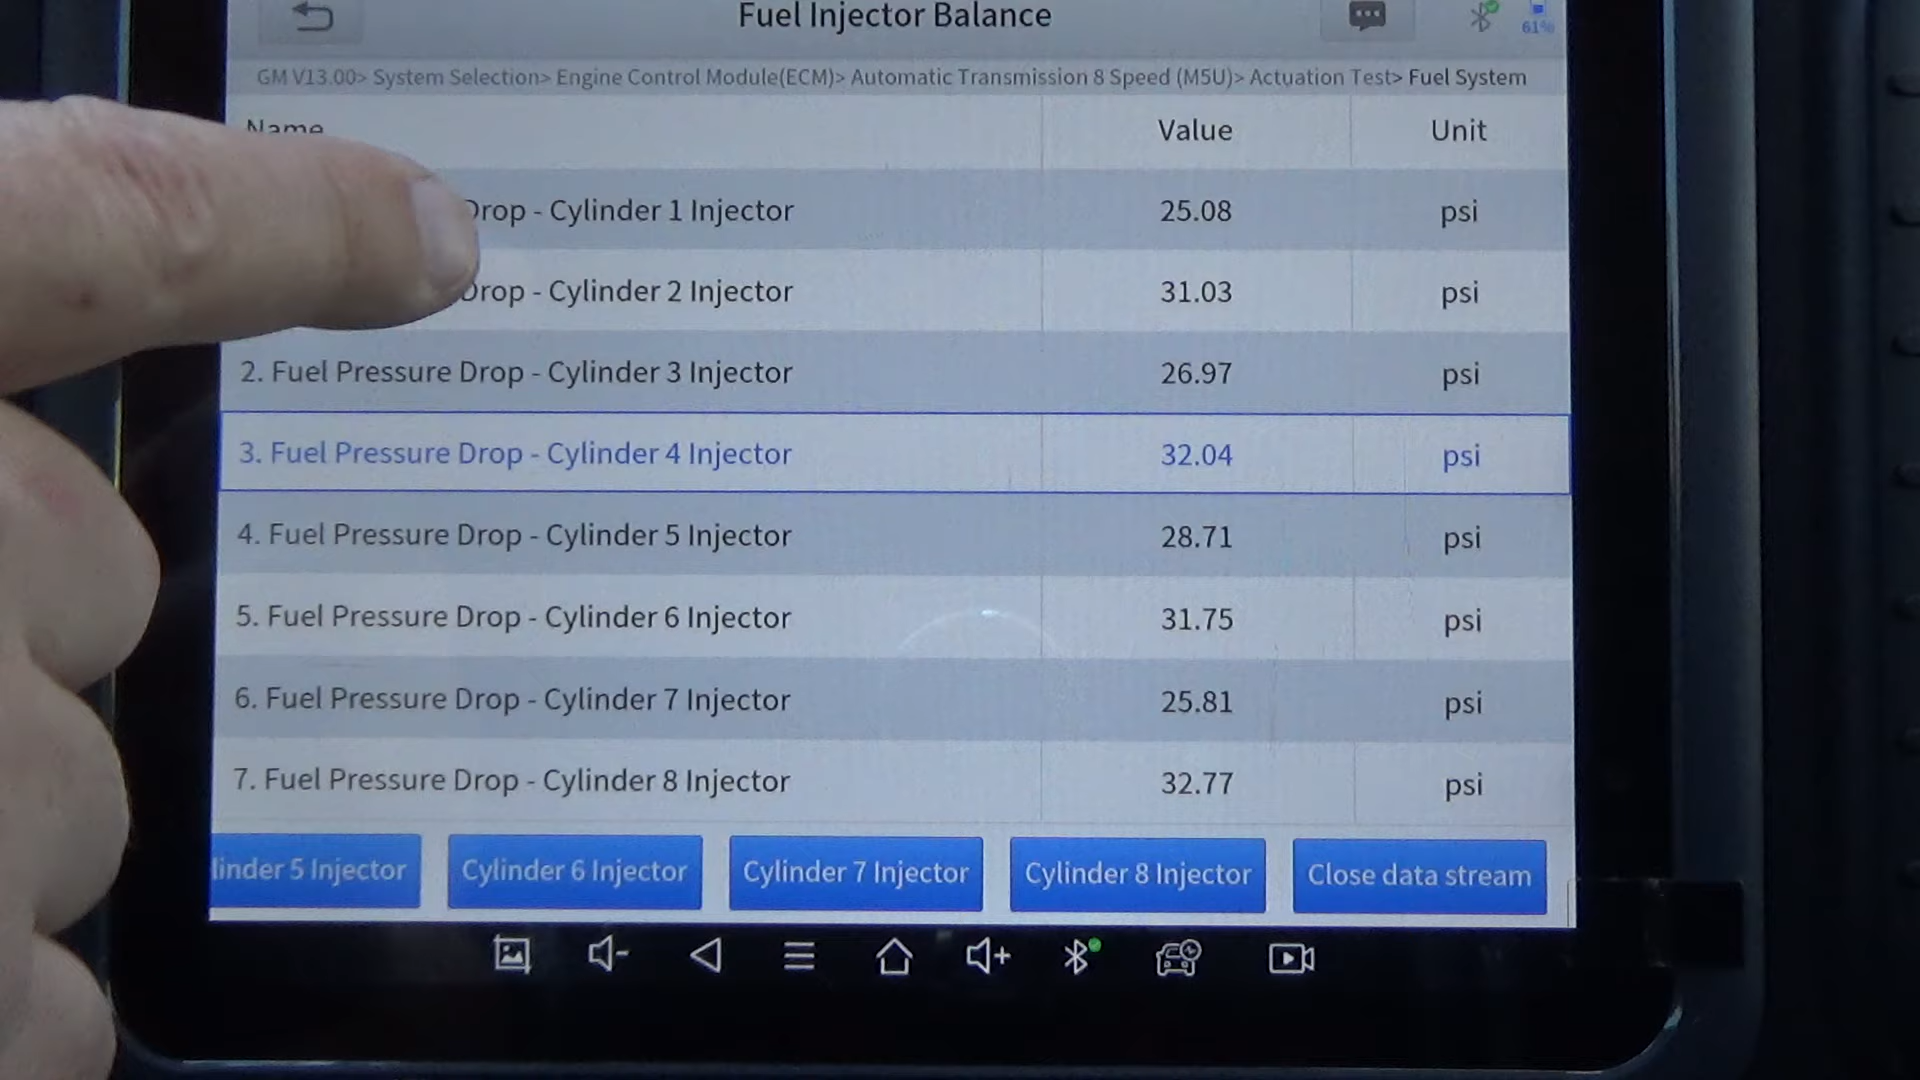 Fuel Injector Balance
61%
GM V13.00> System Selection> Engine Control Module(ECM)> Automatic Transmission 8 Speed (M5U)> Actuation Test> Fuel System
Name Value Unit
Drop - Cylinder 1 Injector 25.08 psi
Drop - Cylinder 2 Injector 31.03 psi
2. Fuel Pressure Drop - Cylinder 3 Injector 26.97 psi
3. Fuel Pressure Drop - Cylinder 4 Injector 32.04 psi
4. Fuel Pressure Drop - Cylinder 5 Injector 28.71 psi
5. Fuel Pressure Drop - Cylinder 6 Injector 31.75 psi
6. Fuel Pressure Drop - Cylinder 7 Injector 25.81 psi
7. Fuel Pressure Drop - Cylinder 8 Injector 32.77 psi
linder 5 Injector Cylinder 6 Injector Cylinder 7 Injector Cylinder 8 Injector Close data stream